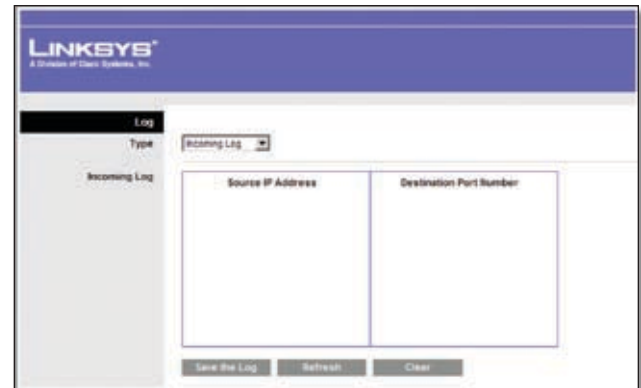 LINKSYS®
A Division of Cisco Systems, Inc.
Log
Type
Incoming Log
Incoming Log
Source IP Address
Destination Port Number
Save the Log
Refresh
Clear